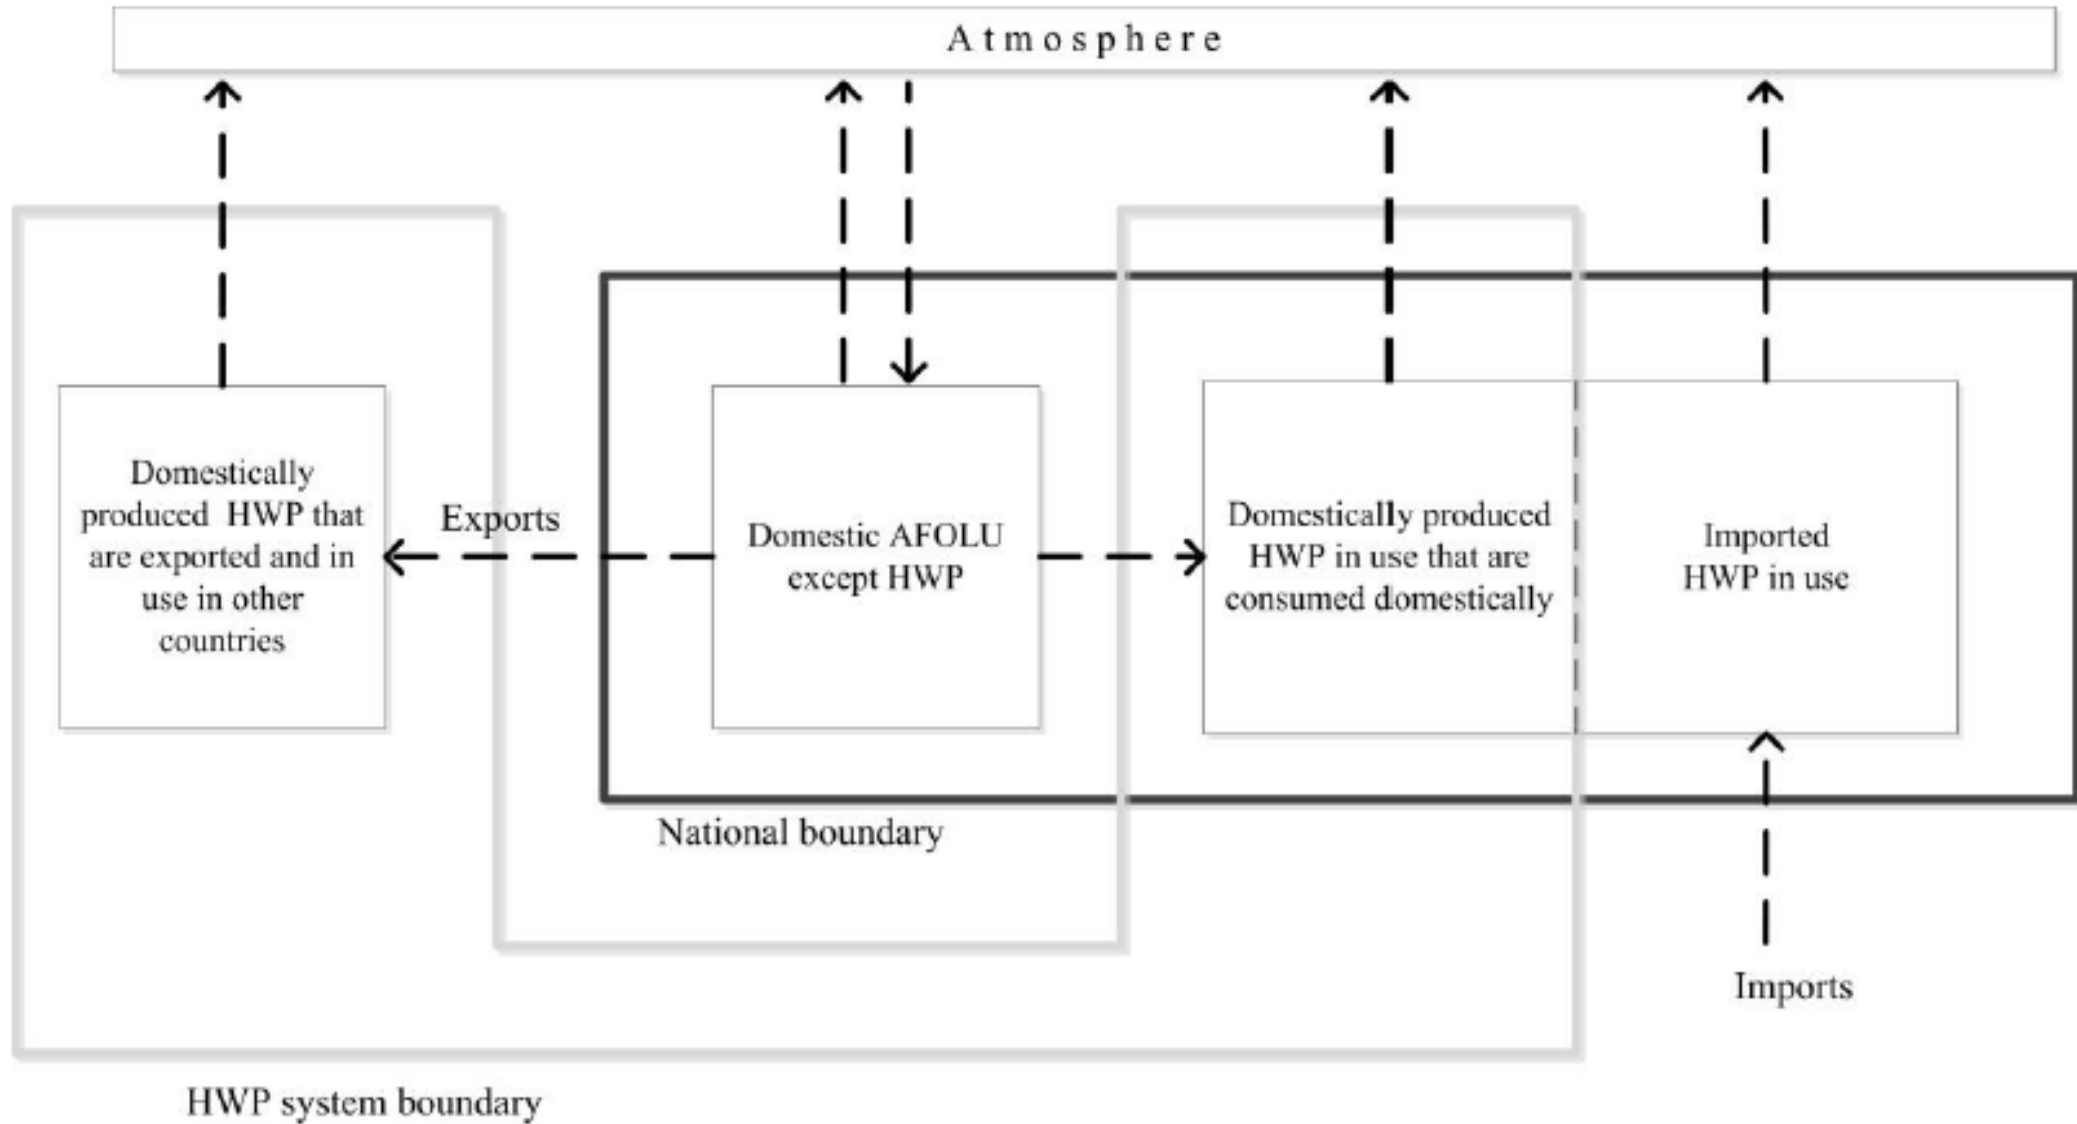 Atmosphere
Domestically
produced HWP that
are exported and in
use in other
countries
Exports
Domestic AFOLU
except HWP
Domestically produced
HWP in use that are
consumed domestically
Imported
HWP in use
National boundary
Imports
HWP system boundary